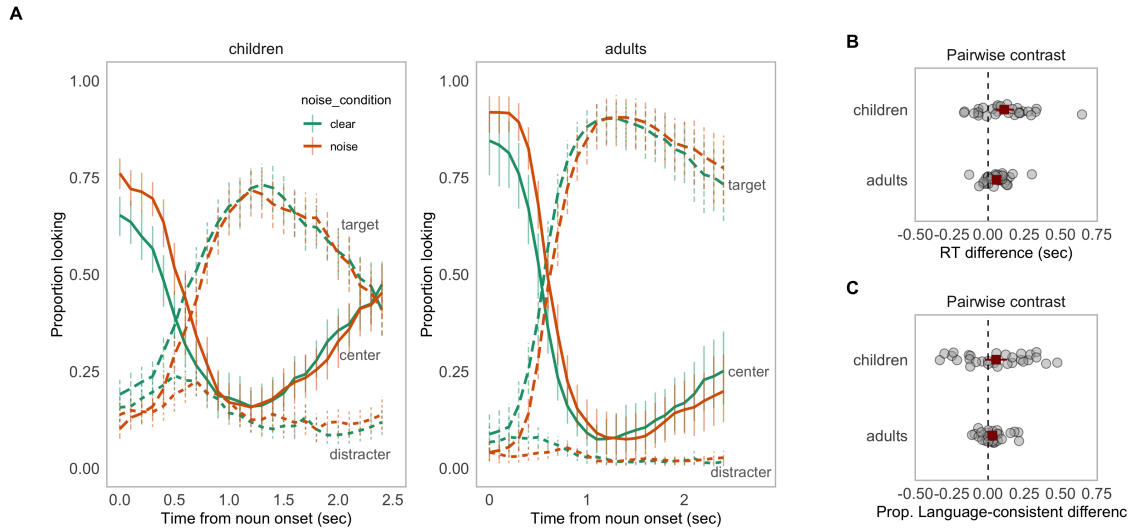 A
children
adults
Proportion looking
1.00
0.75
0.50
0.25
0.00
noise_condition
clear
noise
target
center
distracter
0.0
0.5
1.0
1.5
2.0
2.5
Time from noun onset (sec)
Proportion looking
1.00
0.75
0.50
0.25
0.00
target
center
distracter
0
1
2
Time from noun onset (sec)
B
Pairwise contrast
children
adults
-0.50
-0.25
0.00
0.25
0.50
0.75
RT difference (sec)
C
Pairwise contrast
children
adults
-0.50
-0.25
0.00
0.25
0.50
0.75
Prop. Language-consistent differenc